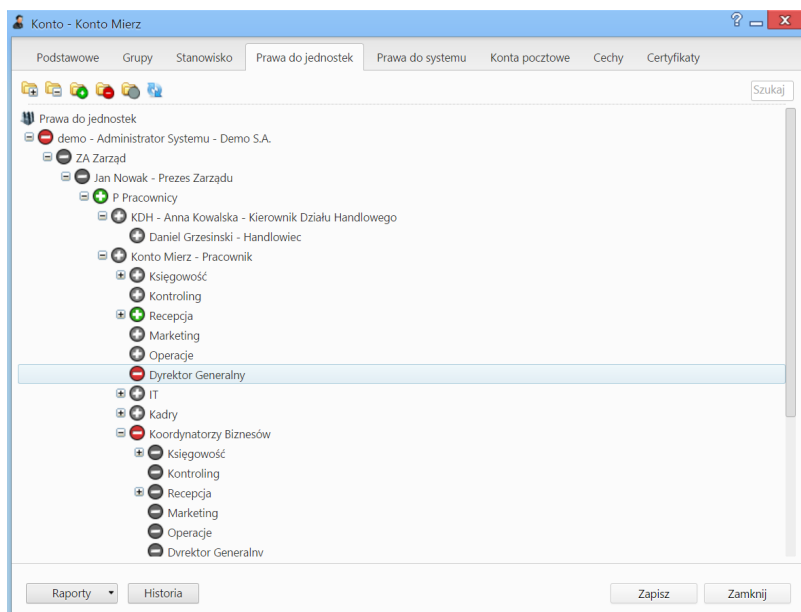 Konto - Konto Mierz
?
Podstawowe Grupy Stanowisko Prawa do jednostek Prawa do systemu Konta pocztowe Cechy Certyfikaty
Szukaj
Prawa do jednostek
demo - Administrator Systemu - Demo S.A.
ZA Zarząd
Jan Nowak - Prezes Zarządu
P Pracownicy
KDH - Anna Kowalska - Kierownik Działu Handlowego
Daniel Grzesinski - Handlowiec
Konto Mierz - Pracownik
Księgowość
Kontroling
Recepcja
Marketing
Operacje
Dyrektor Generalny
IT
Kadry
Koordynatorzy Biznesów
Księgowość
Kontroling
Recepcja
Marketing
Operacje
Dyrektor Generalny
Raporty Historia Zapisz Zamknij